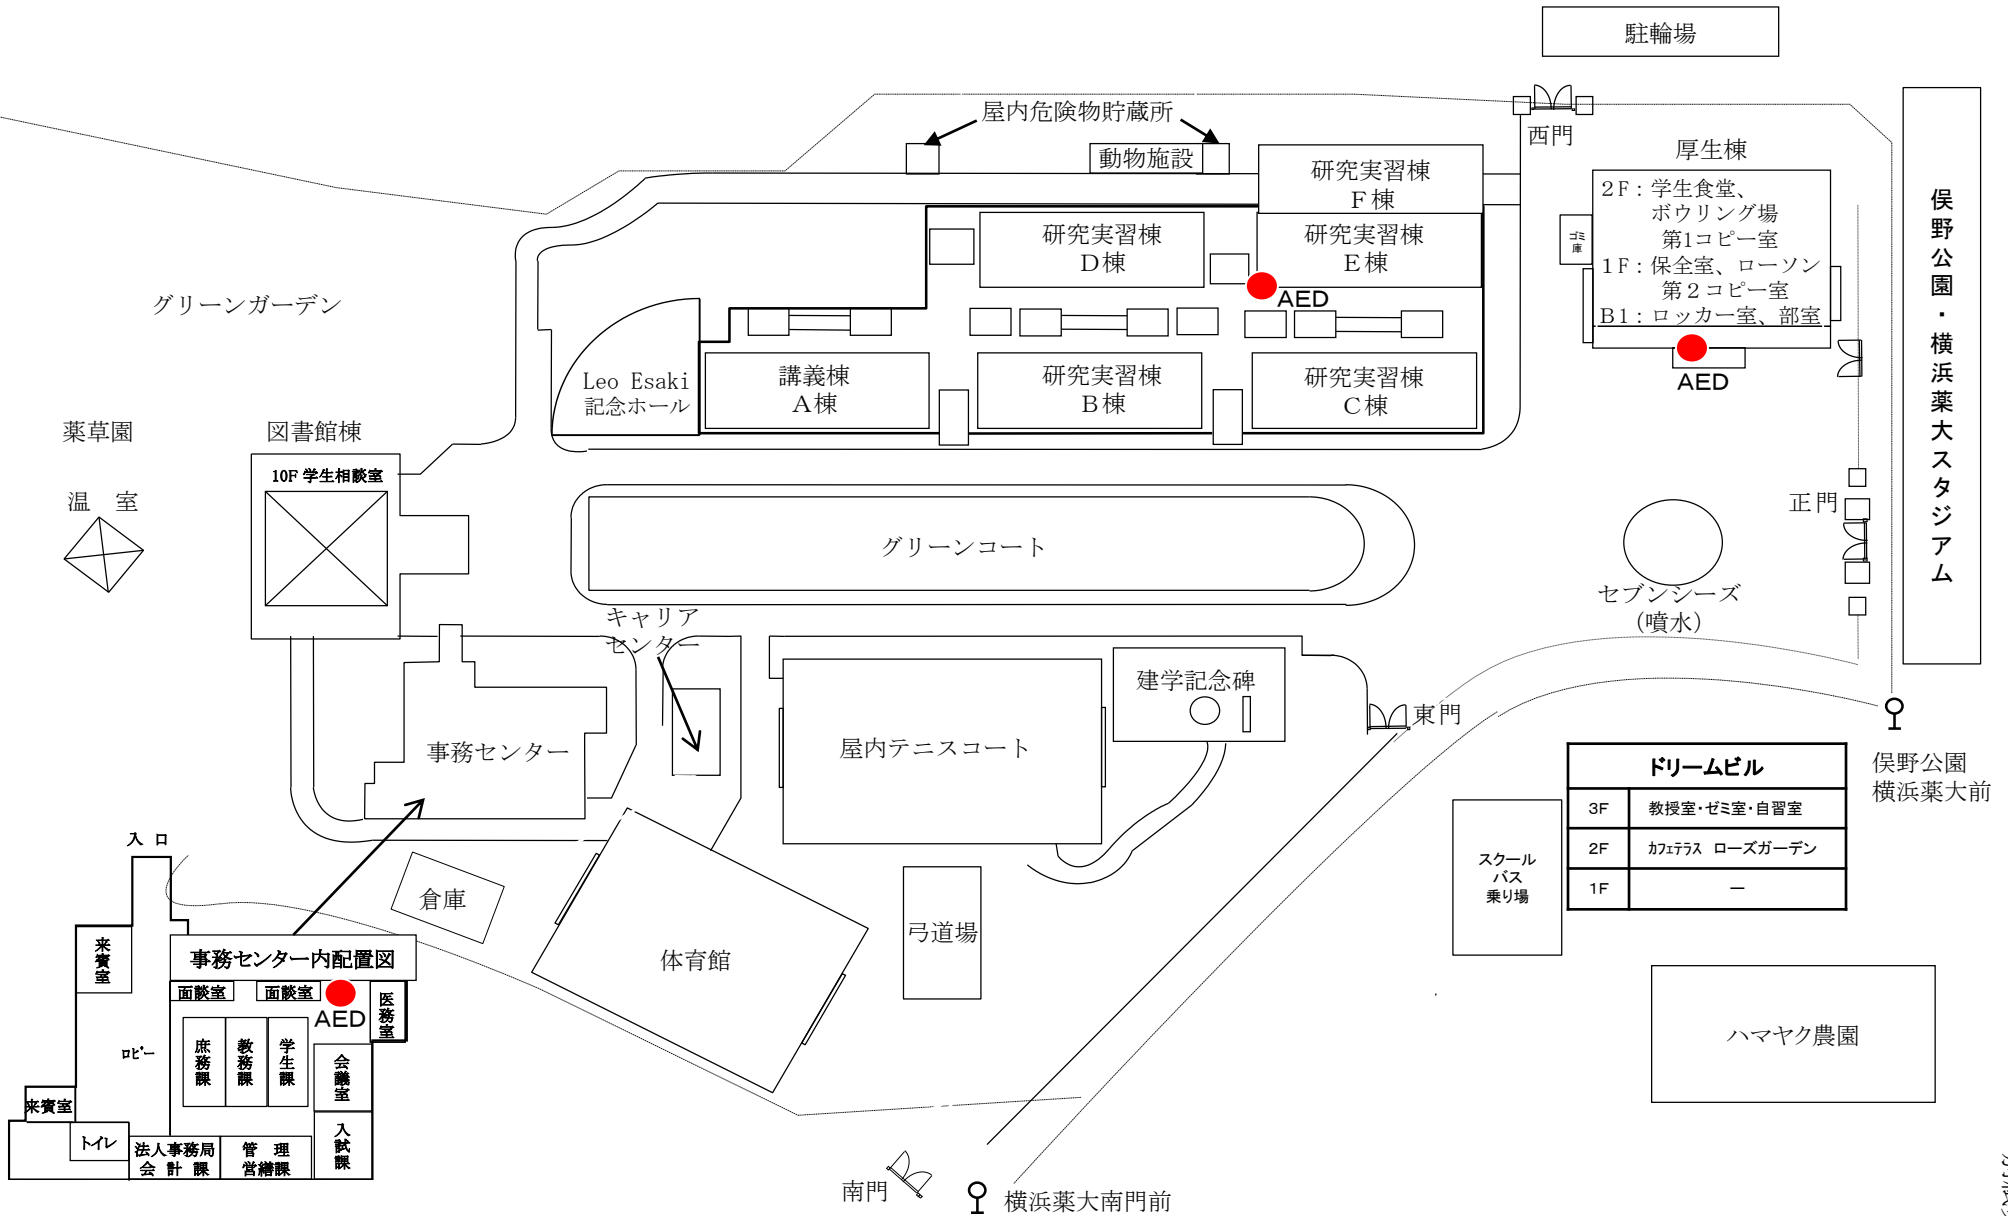 駐輪場
屋内危険物貯蔵所
西門
厚生棟
動物施設
研究実習棟
F棟
2F：学生食堂、
ボウリング場
第1コピー室
1F：保全室、ローソン
第２コピー室
B1：ロッカー室、部室
ゴミ庫
AED
俣野公園・横浜薬大スタジアム
研究実習棟
D棟
研究実習棟
E棟
AED
グリーンガーデン
Leo Esaki
記念ホール
講義棟
A棟
研究実習棟
B棟
研究実習棟
C棟
薬草園
図書館棟
10F 学生相談室
温　室
正門
グリーンコート
セブンシーズ
（噴水）
キャリア
センター
建学記念碑
東門
事務センター
屋内テニスコート
俣野公園
横浜薬大前
ドリームビル
3F 教授室・ゼミ室・自習室
2F カフェテラス ローズガーデン
1F ー
スクール
バス
乗り場
入 口
倉庫
弓道場
体育館
来賓室
事務センター内配置図
面談室
面談室
AED
医務室
ロビー
庶務課
教務課
学生課
会議室
来賓室
トイレ
法人事務局
会 計 課
管　理
営繕課
入試課
ハマヤク農園
南門
横浜薬大南門前